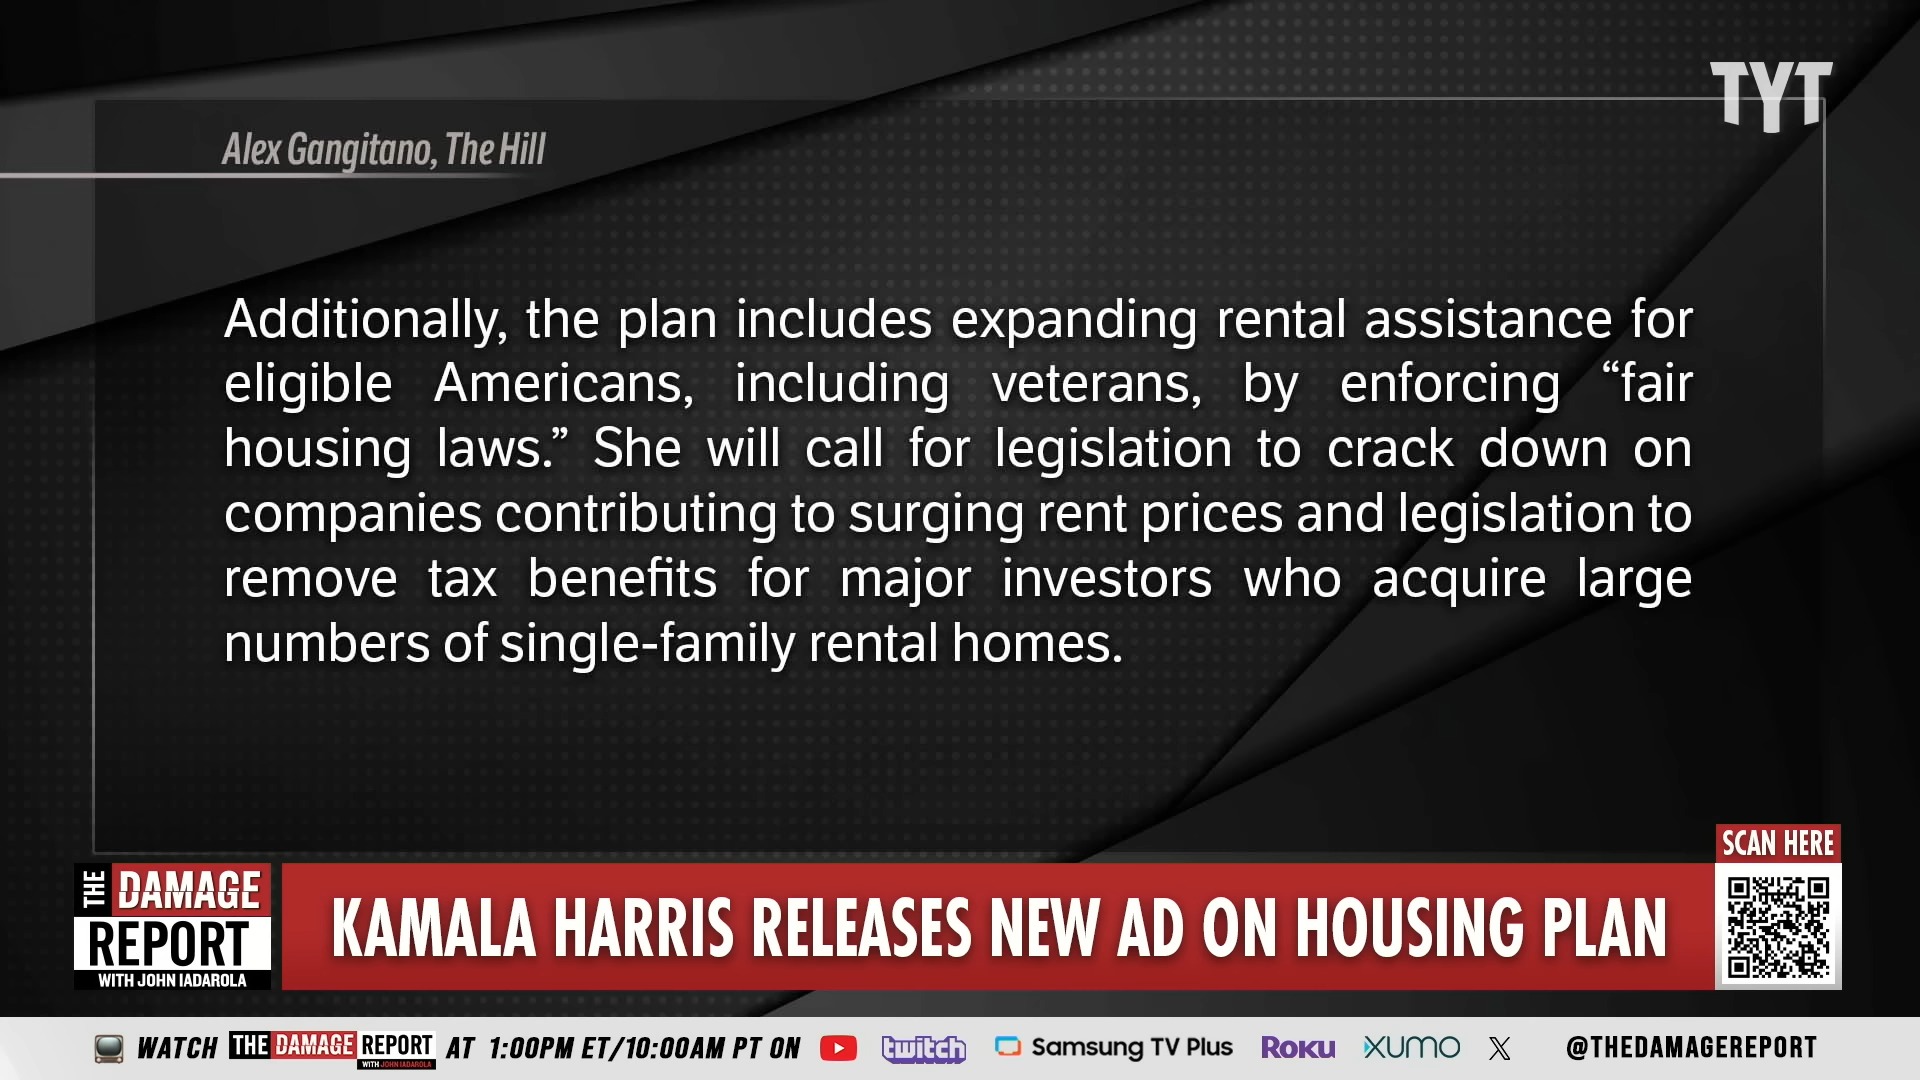 TYT
Alex Gangitano, The Hill
Additionally, the plan includes expanding rental assistance for
eligible Americans, including veterans, by enforcing “fair
housing laws.” She will call for legislation to crack down on
companies contributing to surging rent prices and legislation to
remove tax benefits for major investors who acquire large
numbers of single-family rental homes.
SCAN HERE
THE DAMAGE
REPORT
WITH JOHN IADAROLA
KAMALA HARRIS RELEASES NEW AD ON HOUSING PLAN
WATCH THE DAMAGE REPORT WITH JOHN IADAROLA AT 1:00PM ET/10:00AM PT ON twitch Samsung TV Plus Roku XUMO X @THEDAMAGEREPORT